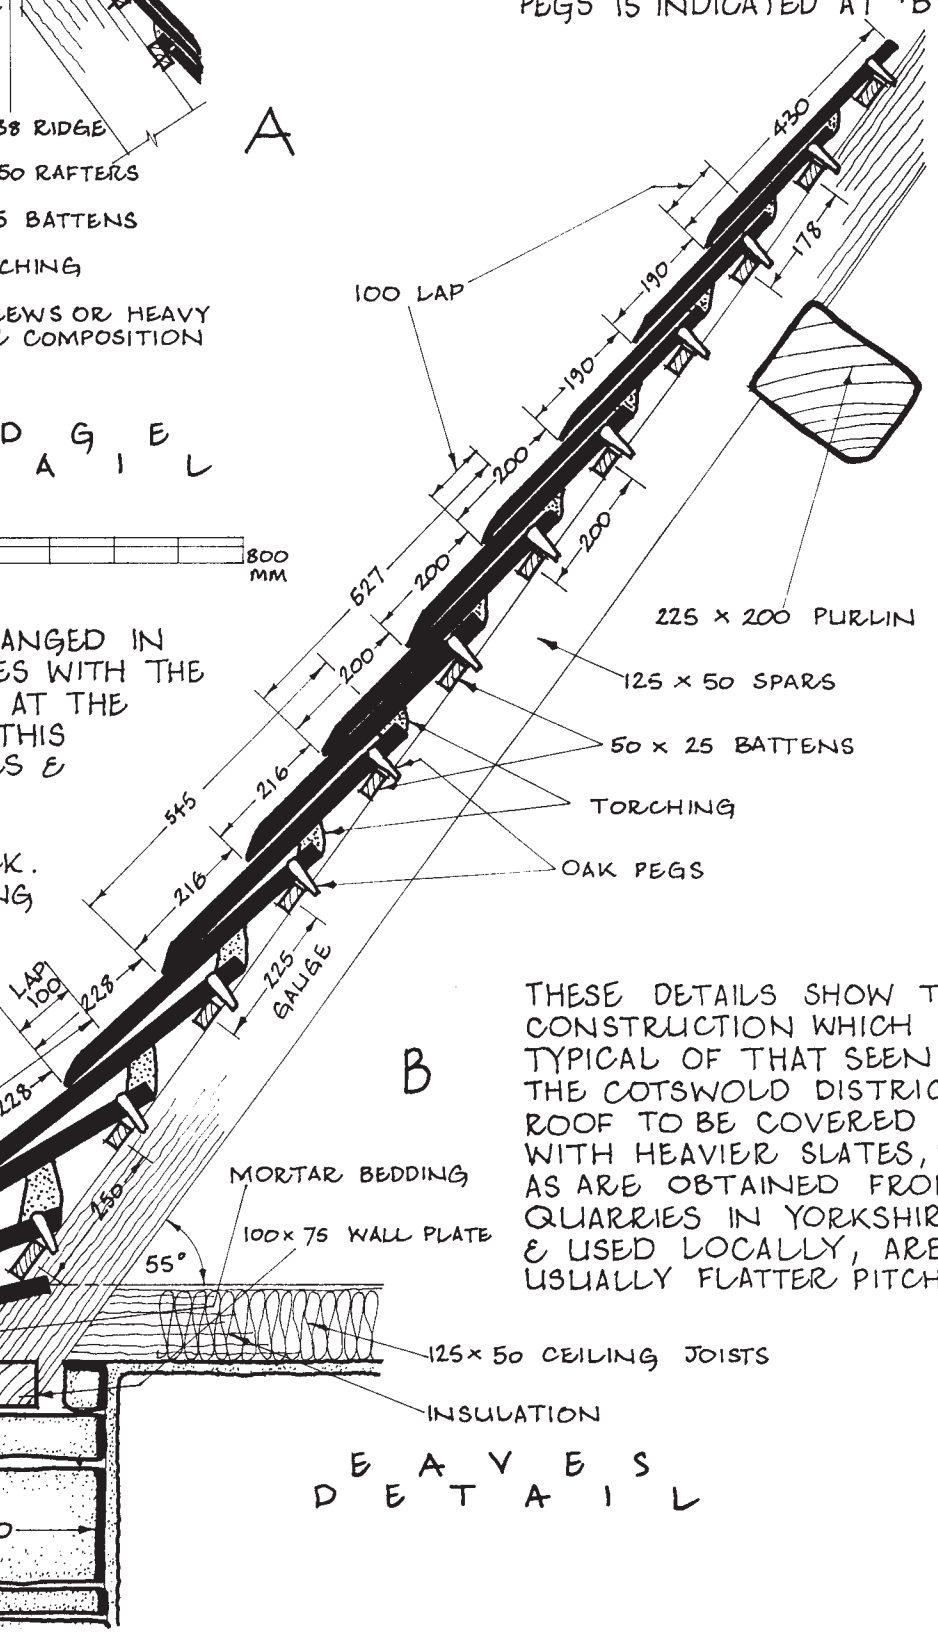 PEGS IS INDICATED AT 'B
38 RIDGE
50 RAFTERS
5 BATTENS
CHING
LEWS OR HEAVY
COMPOSITION
A
D G E
A I L
800
MM
ANGED IN
ES WITH THE
AT THE
THIS
S &
K.
NG
430
178
190
100 LAP
190
200
200
527
200
200
216
545
216
225
GAUGE
LAP
100
228
228
250
225 × 200 PURLIN
125 × 50 SPARS
50 × 25 BATTENS
TORCHING
OAK PEGS
B
THESE DETAILS SHOW T
CONSTRUCTION WHICH
TYPICAL OF THAT SEEN
THE COTSWOLD DISTRIC
ROOF TO BE COVERED
WITH HEAVIER SLATES,
AS ARE OBTAINED FRO
QUARRIES IN YORKSHIR
& USED LOCALLY, ARE
USUALLY FLATTER PITCH
MORTAR BEDDING
100 × 75 WALL PLATE
55°
125 × 50 CEILING JOISTS
INSULATION
E A V E S
D E T A I L